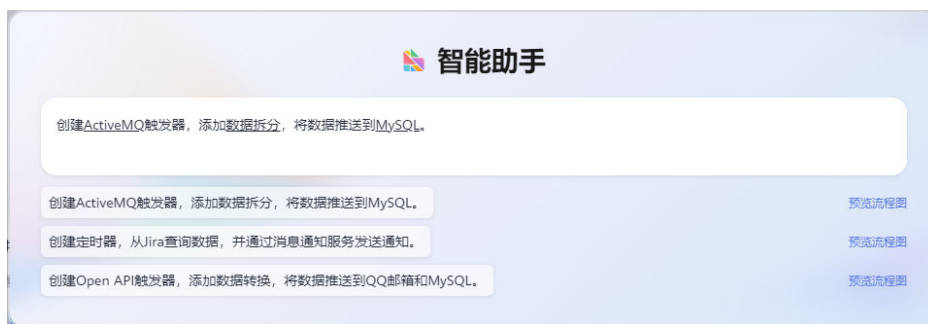 智能助手
创建ActiveMQ触发器，添加数据拆分，将数据推送到MySQL。
创建ActiveMQ触发器，添加数据拆分，将数据推送到MySQL。 预览流程图
创建定时器，从Jira查询数据，并通过消息通知服务发送通知。 预览流程图
创建Open API触发器，添加数据转换，将数据推送到QQ邮箱和MySQL。 预览流程图